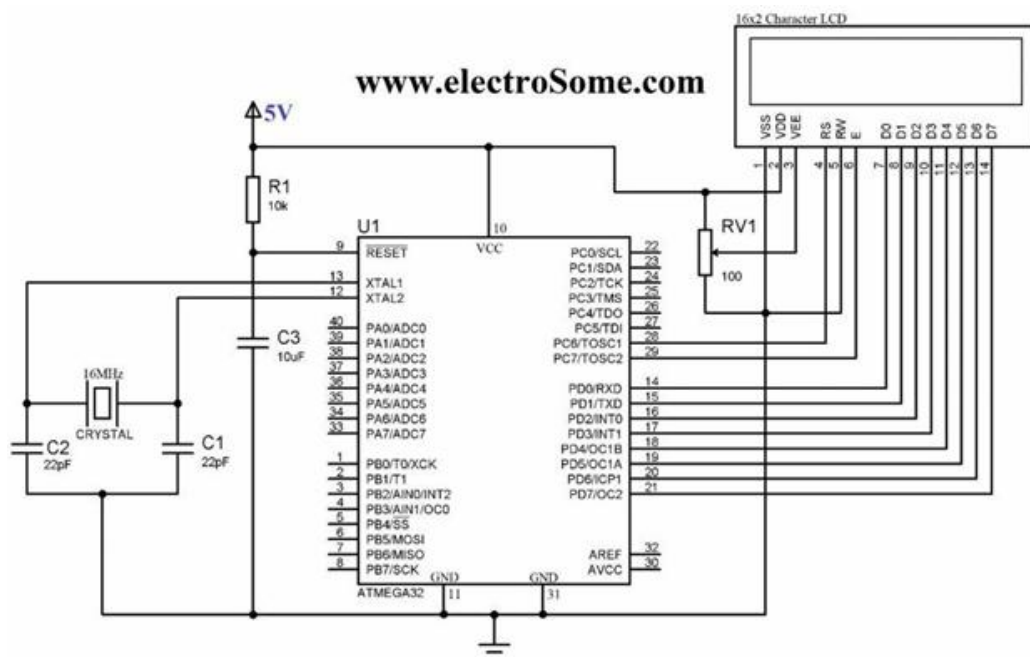 16x2 Character LCD
www.electroSome.com
5V
VSS
VDD
VEE
RS
RW
E
D0
D1
D2
D3
D4
D5
D6
D7
1
2
3
4
5
6
7
8
9
10
11
12
13
14
R1
10k
U1
10
VCC
RV1
100
9 RESET
13 XTAL1
12 XTAL2
40 PA0/ADC0
39 PA1/ADC1
38 PA2/ADC2
37 PA3/ADC3
36 PA4/ADC4
35 PA5/ADC5
34 PA6/ADC6
33 PA7/ADC7
1 PB0/T0/XCK
2 PB1/T1
3 PB2/AIN0/INT2
4 PB3/AIN1/OC0
5 PB4/SS
6 PB5/MOSI
7 PB6/MISO
8 PB7/SCK
PC0/SCL 22
PC1/SDA 23
PC2/TCK 24
PC3/TMS 25
PC4/TDO 26
PC5/TDI 27
PC6/TOSC1 28
PC7/TOSC2 29
PD0/RXD 14
PD1/TXD 15
PD2/INT0 16
PD3/INT1 17
PD4/OC1B 18
PD5/OC1A 19
PD6/ICP1 20
PD7/OC2 21
AREF 32
AVCC 30
GND
11
GND
31
ATMEGA32
C3
10uF
16MHz
CRYSTAL
C2
22pF
C1
22pF